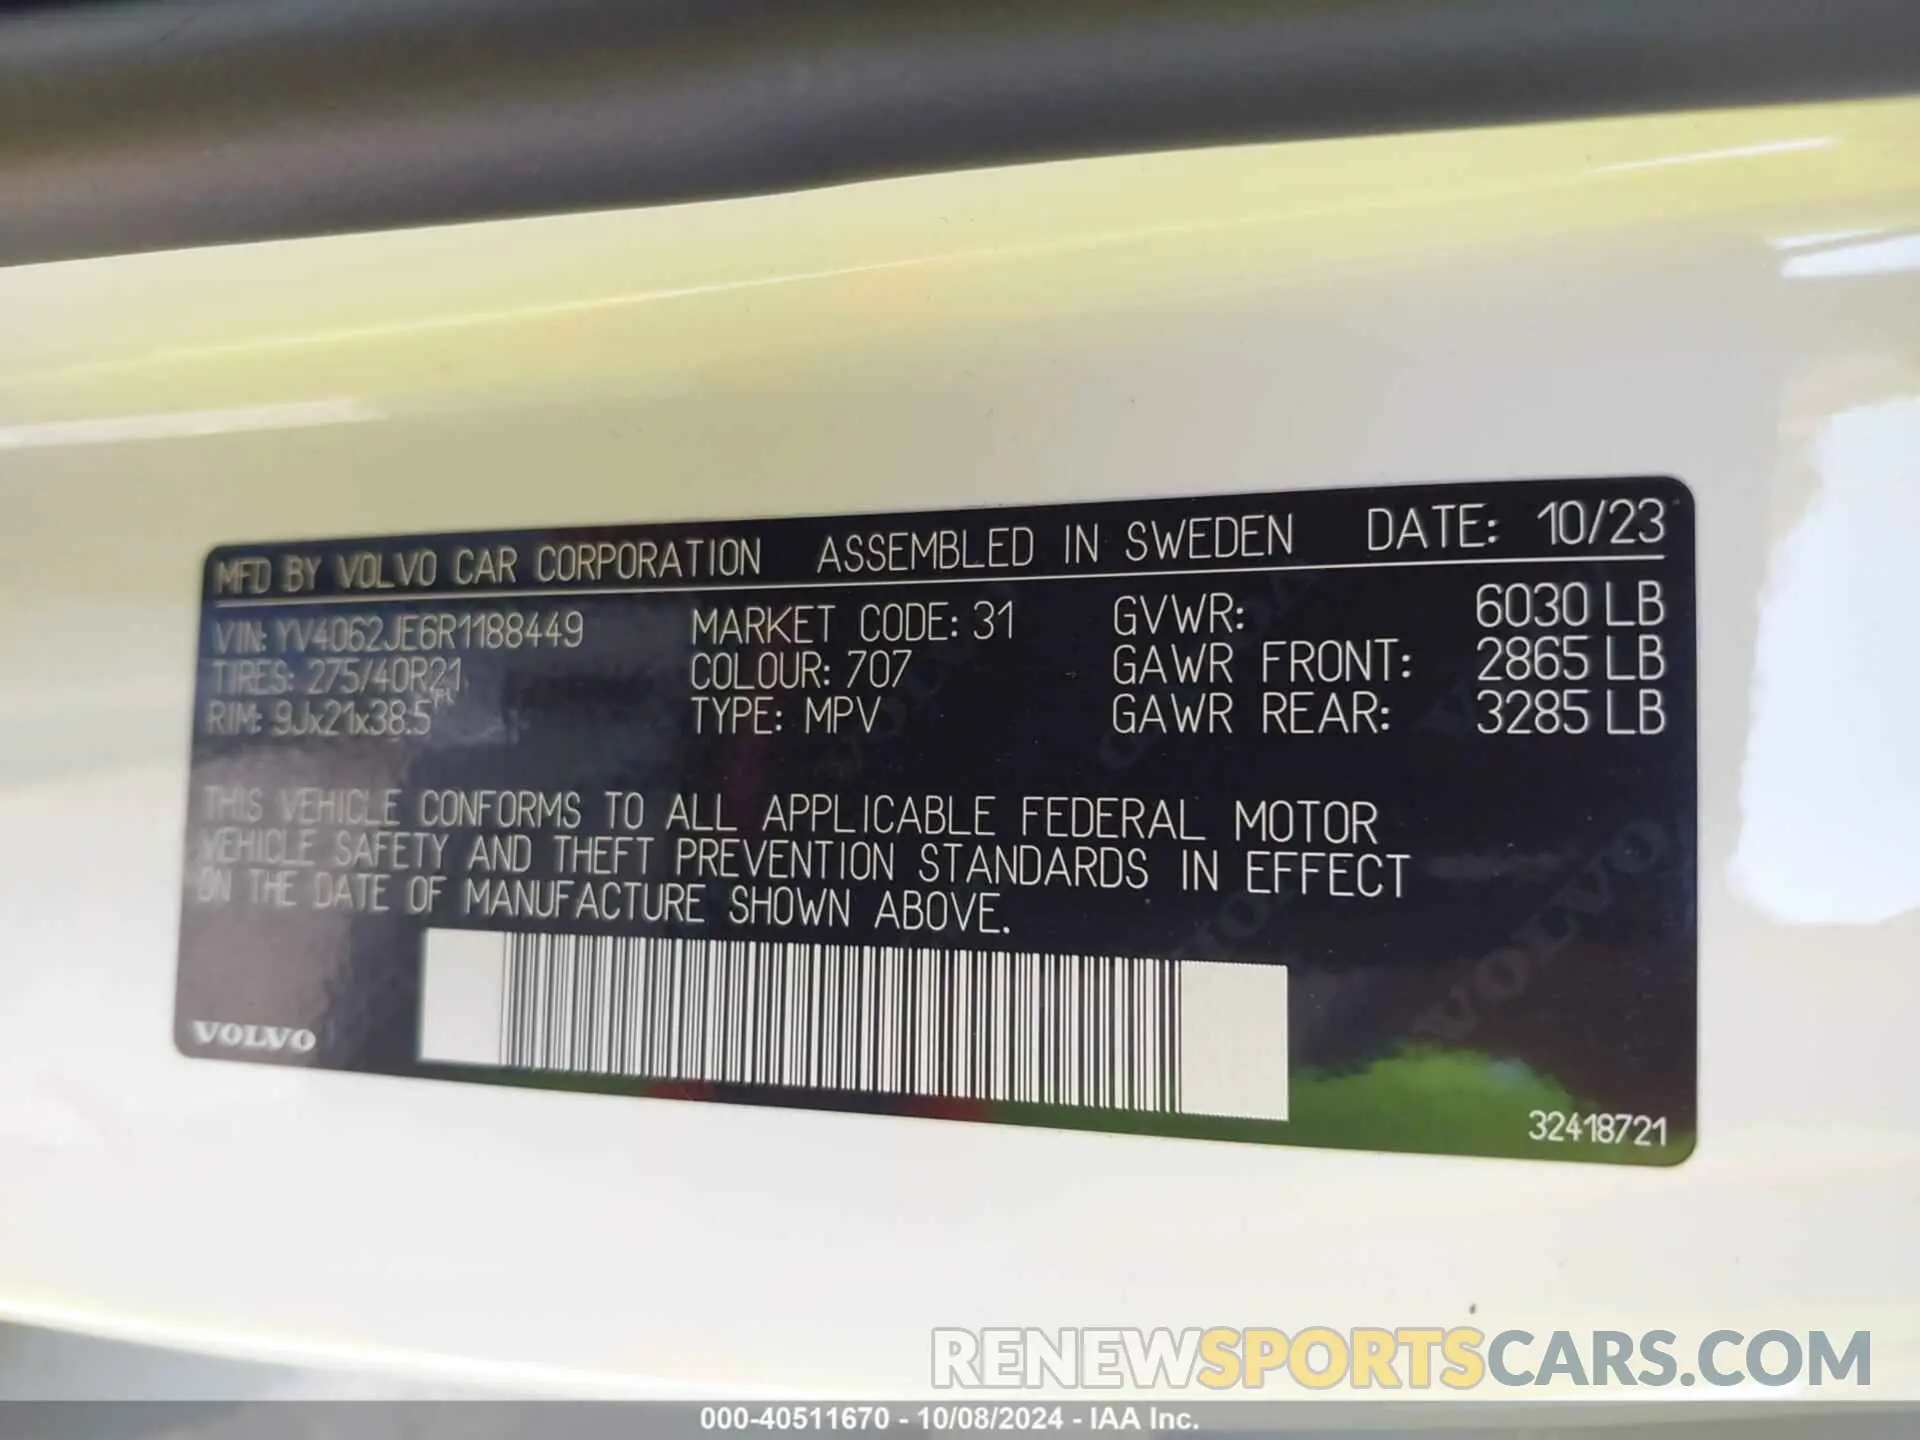 MFD BY VOLVO CAR CORPORATION ASSEMBLED IN SWEDEN DATE: 10/23
VIN: YV4062JE6R1188449 MARKET CODE: 31 GVWR: 6030 LB
TIRES: 275/40R21 COLOUR: 707 GAWR FRONT: 2865 LB
RIM: 9Jx21x38.5 TYPE: MPV GAWR REAR: 3285 LB
THIS VEHICLE CONFORMS TO ALL APPLICABLE FEDERAL MOTOR
VEHICLE SAFETY AND THEFT PREVENTION STANDARDS IN EFFECT
ON THE DATE OF MANUFACTURE SHOWN ABOVE.
VOLVO
32418721
RENEWSPORTSCARS.COM
000-40511670 - 10/08/2024 - IAA Inc.